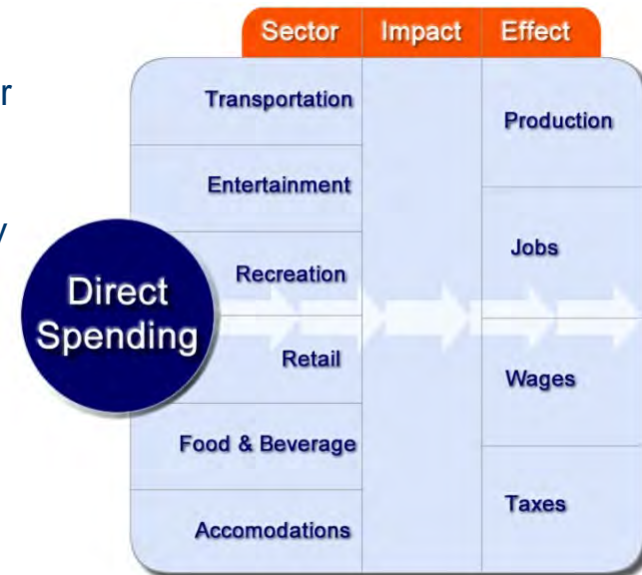 Sector Impact Effect
r
y
Direct
Spending
Transportation
Entertainment
Recreation
Retail
Food & Beverage
Accomodations
Production
Jobs
Wages
Taxes